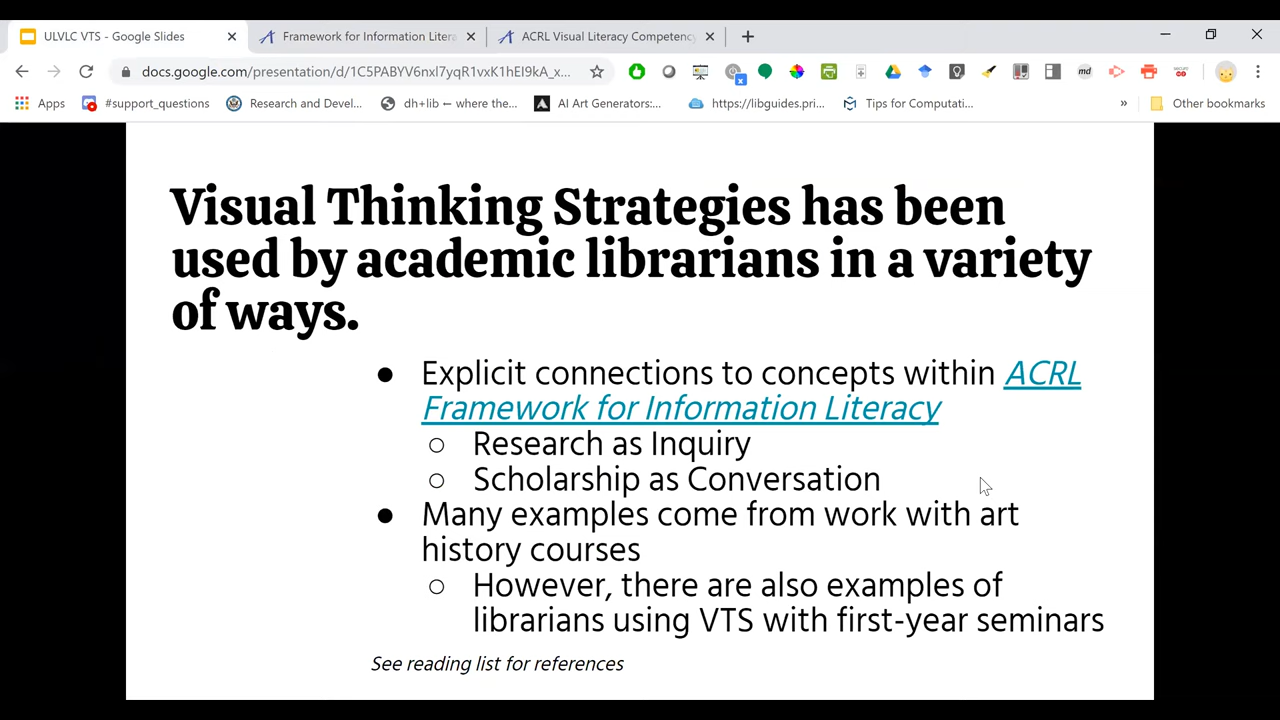 ULVLC VTS - Google Slides
Framework for Information Litera
ACRL Visual Literacy Competency
docs.google.com/presentation/d/1C5PABYV6nxl7yqR1nrK1hEI9kA_x...
Apps
#support_questions
Research and Devel...
dh+lib ← where the...
AI Art Generators:...
https://libguides.pri...
Tips for Computati...
»
Other bookmarks
Visual Thinking Strategies has been
used by academic librarians in a variety
of ways.
● Explicit connections to concepts within ACRL
Framework for Information Literacy
○ Research as Inquiry
○ Scholarship as Conversation
● Many examples come from work with art
history courses
○ However, there are also examples of
librarians using VTS with first-year seminars
See reading list for references